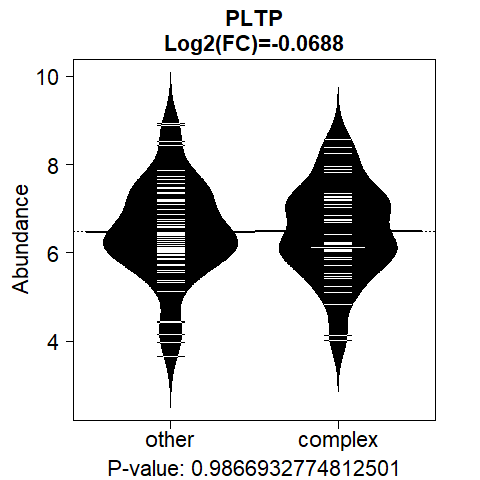 PLTP
Log2(FC)=-0.0688
Abundance
10
8
6
4
other complex
P-value: 0.9866932774812501